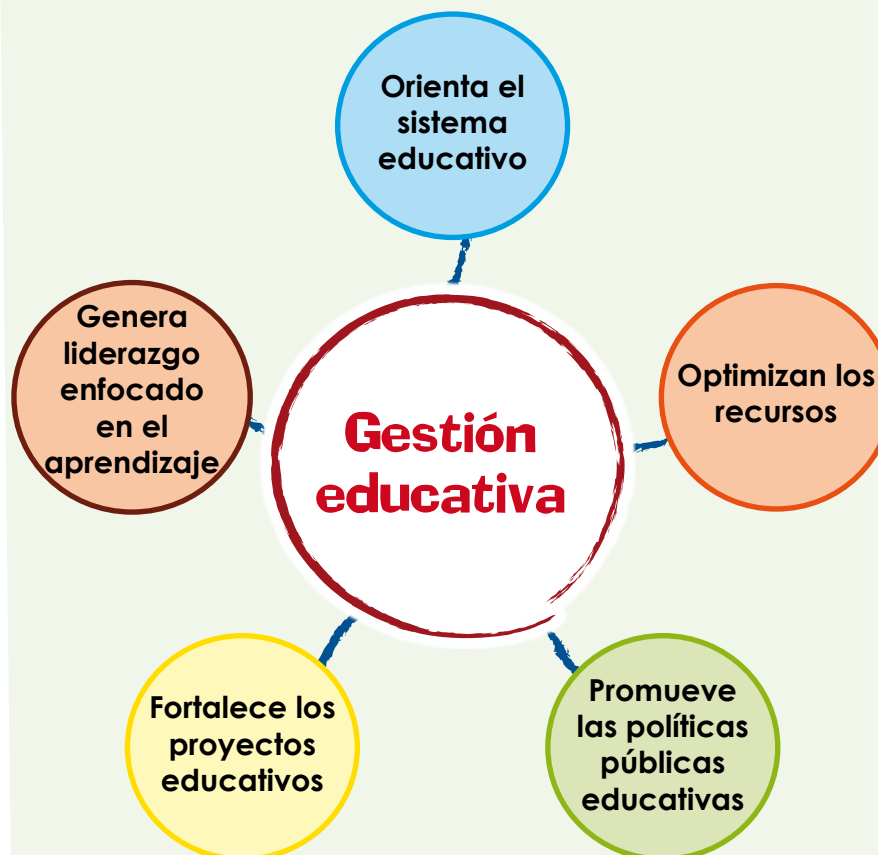 Orienta el
sistema
educativo
Genera
liderazgo
enfocado
en el
aprendizaje
Optimizan los
recursos
Gestión
educativa
Fortalece los
proyectos
educativos
Promueve
las políticas
públicas
educativas